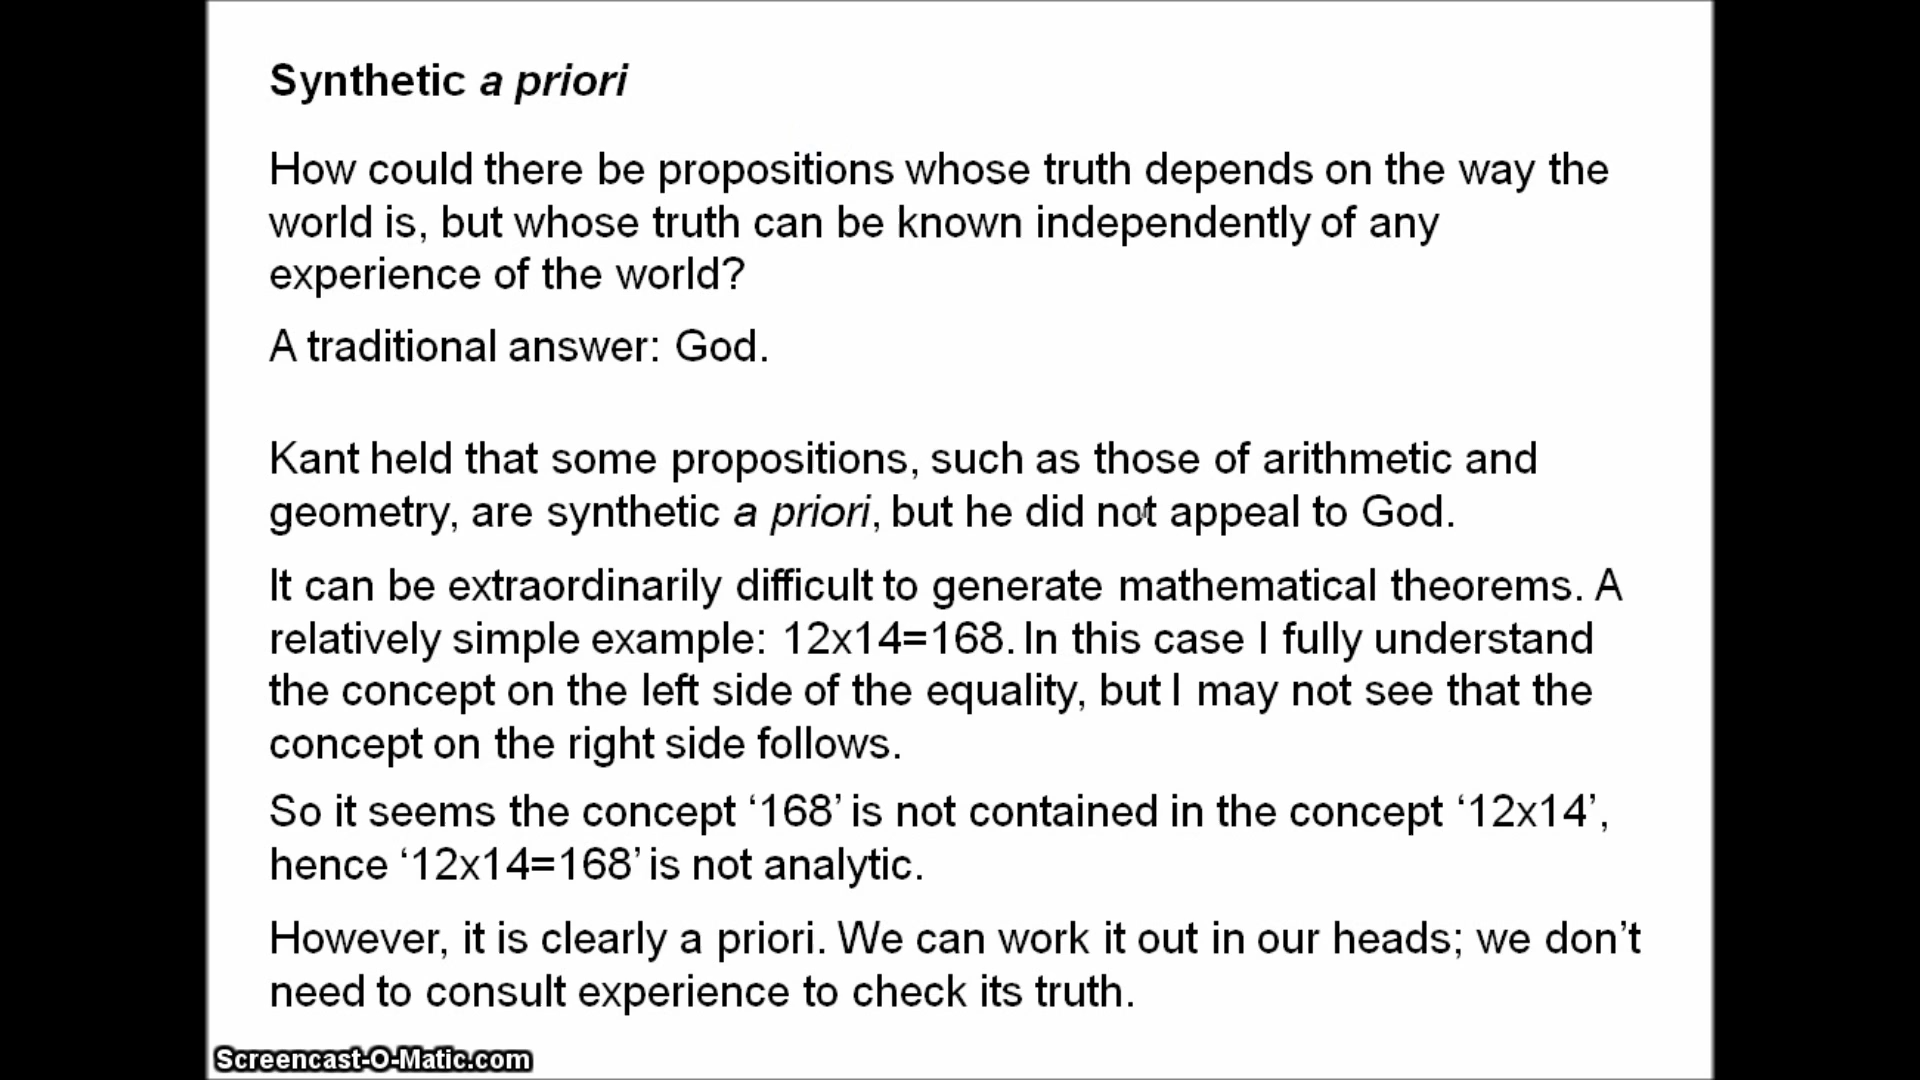 Synthetic a priori
How could there be propositions whose truth depends on the way the
world is, but whose truth can be known independently of any
experience of the world?
A traditional answer: God.
Kant held that some propositions, such as those of arithmetic and
geometry, are synthetic a priori, but he did not appeal to God.
It can be extraordinarily difficult to generate mathematical theorems. A
relatively simple example: 12x14=168. In this case I fully understand
the concept on the left side of the equality, but I may not see that the
concept on the right side follows.
So it seems the concept ‘168’ is not contained in the concept ‘12x14’,
hence ‘12x14=168’ is not analytic.
However, it is clearly a priori. We can work it out in our heads; we don’t
need to consult experience to check its truth.
Screencast-O-Matic.com